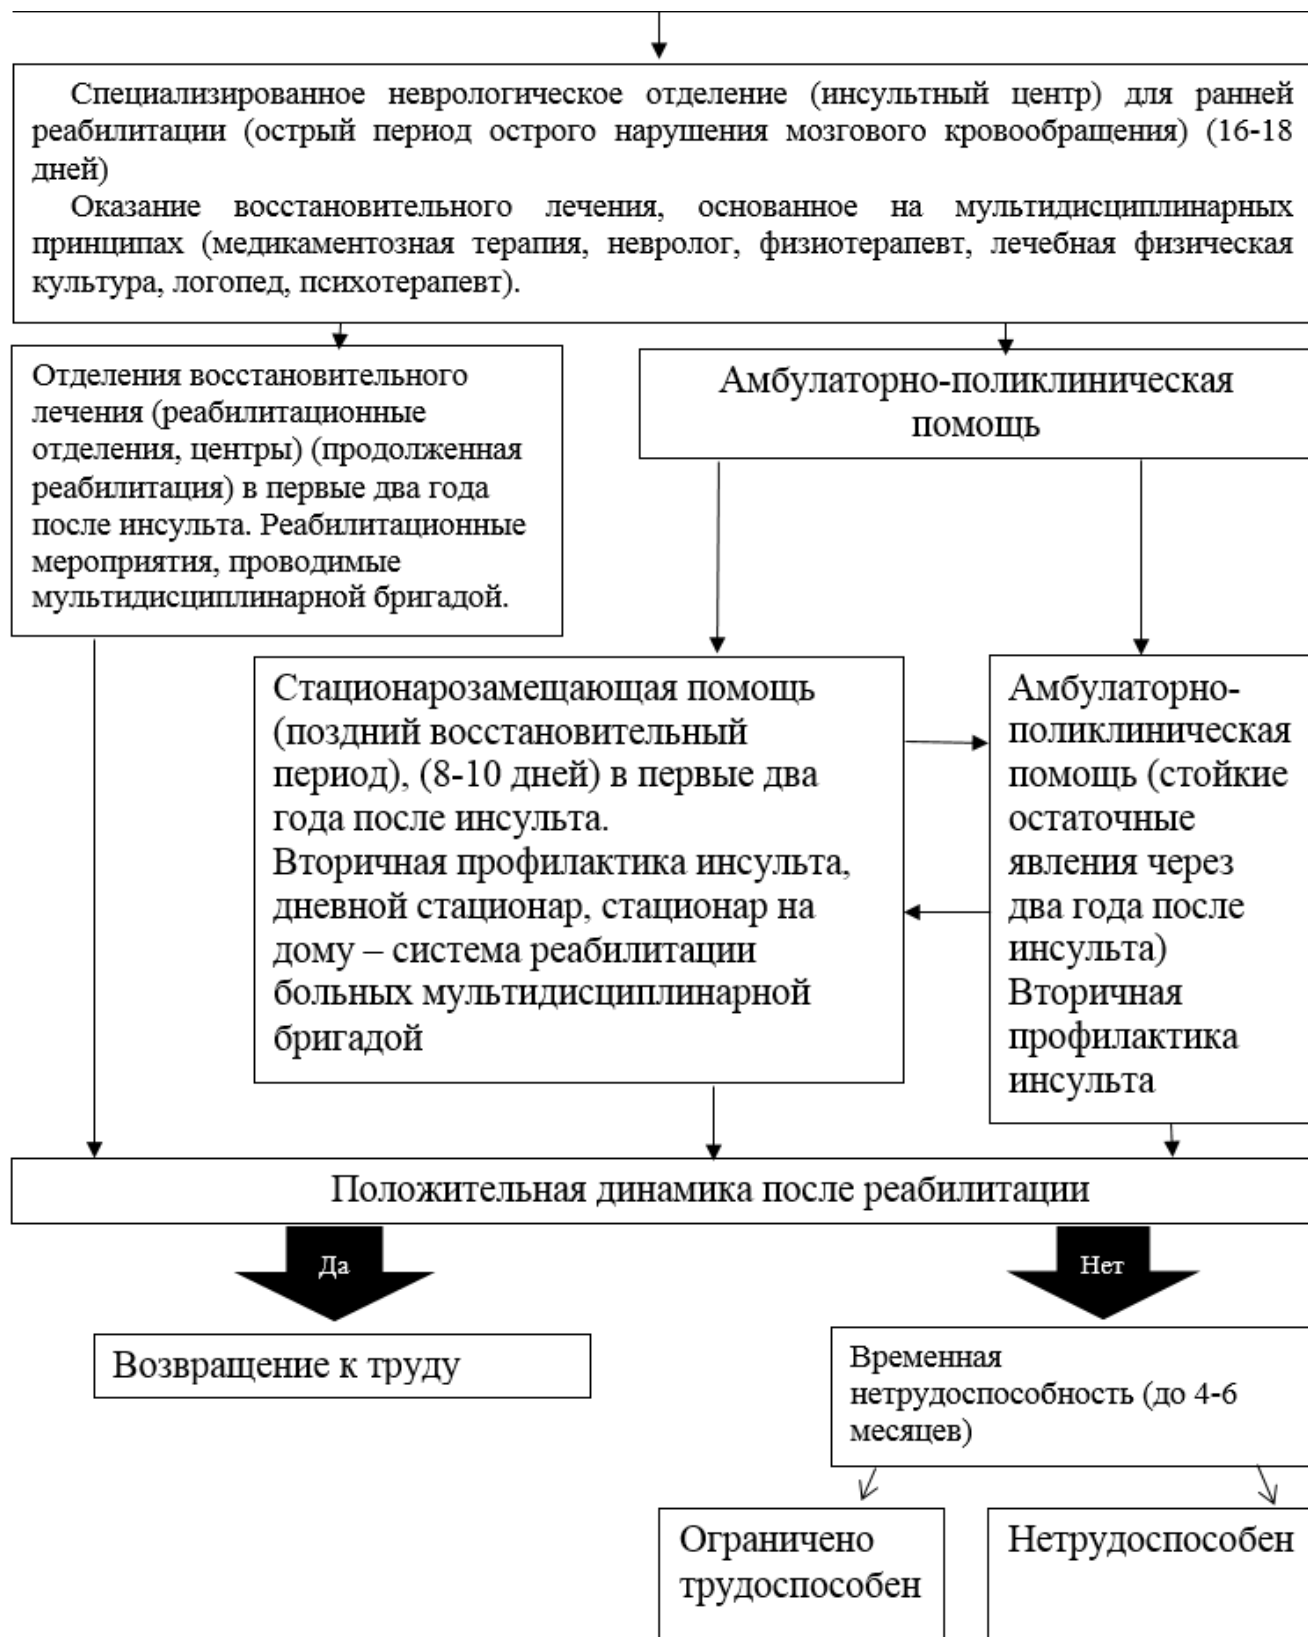 Специализированное неврологическое отделение (инсультный центр) для ранней
реабилитации (острый период острого нарушения мозгового кровообращения) (16-18
дней)
Оказание восстановительного лечения, основанное на мультидисциплинарных
принципах (медикаментозная терапия, невролог, физиотерапевт, лечебная физическая
культура, логопед, психотерапевт).
Отделения восстановительного
лечения (реабилитационные
отделения, центры) (продолженная
реабилитация) в первые два года
после инсульта. Реабилитационные
мероприятия, проводимые
мультидисциплинарной бригадой.
Амбулаторно-поликлиническая
помощь
Стационарозамещающая помощь
(поздний восстановительный
период), (8-10 дней) в первые два
года после инсульта.
Вторичная профилактика инсульта,
дневной стационар, стационар на
дому – система реабилитации
больных мультидисциплинарной
бригадой
Амбулаторно-
поликлиническая
помощь (стойкие
остаточные
явления через
два года после
инсульта)
Вторичная
профилактика
инсульта
Положительная динамика после реабилитации
Да
Нет
Возвращение к труду
Временная
нетрудоспособность (до 4-6
месяцев)
Ограничено
трудоспособен
Нетрудоспособен